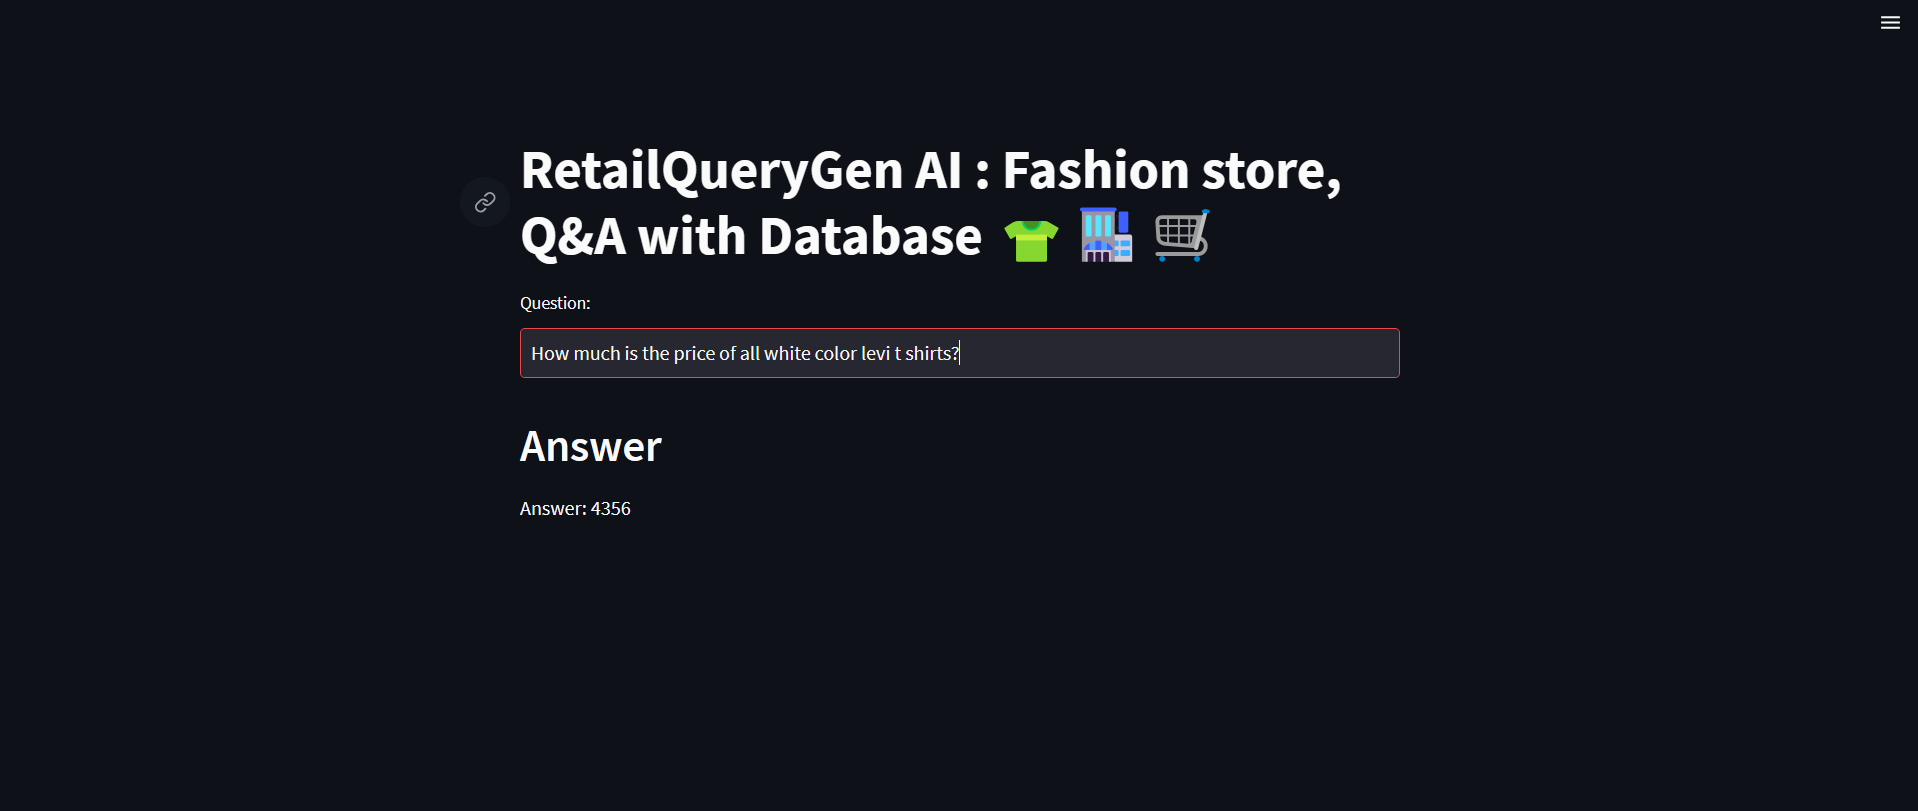 RetailQueryGen AI : Fashion store,
Q&A with Database
Question:
How much is the price of all white color levi t shirts?
Answer
Answer: 4356